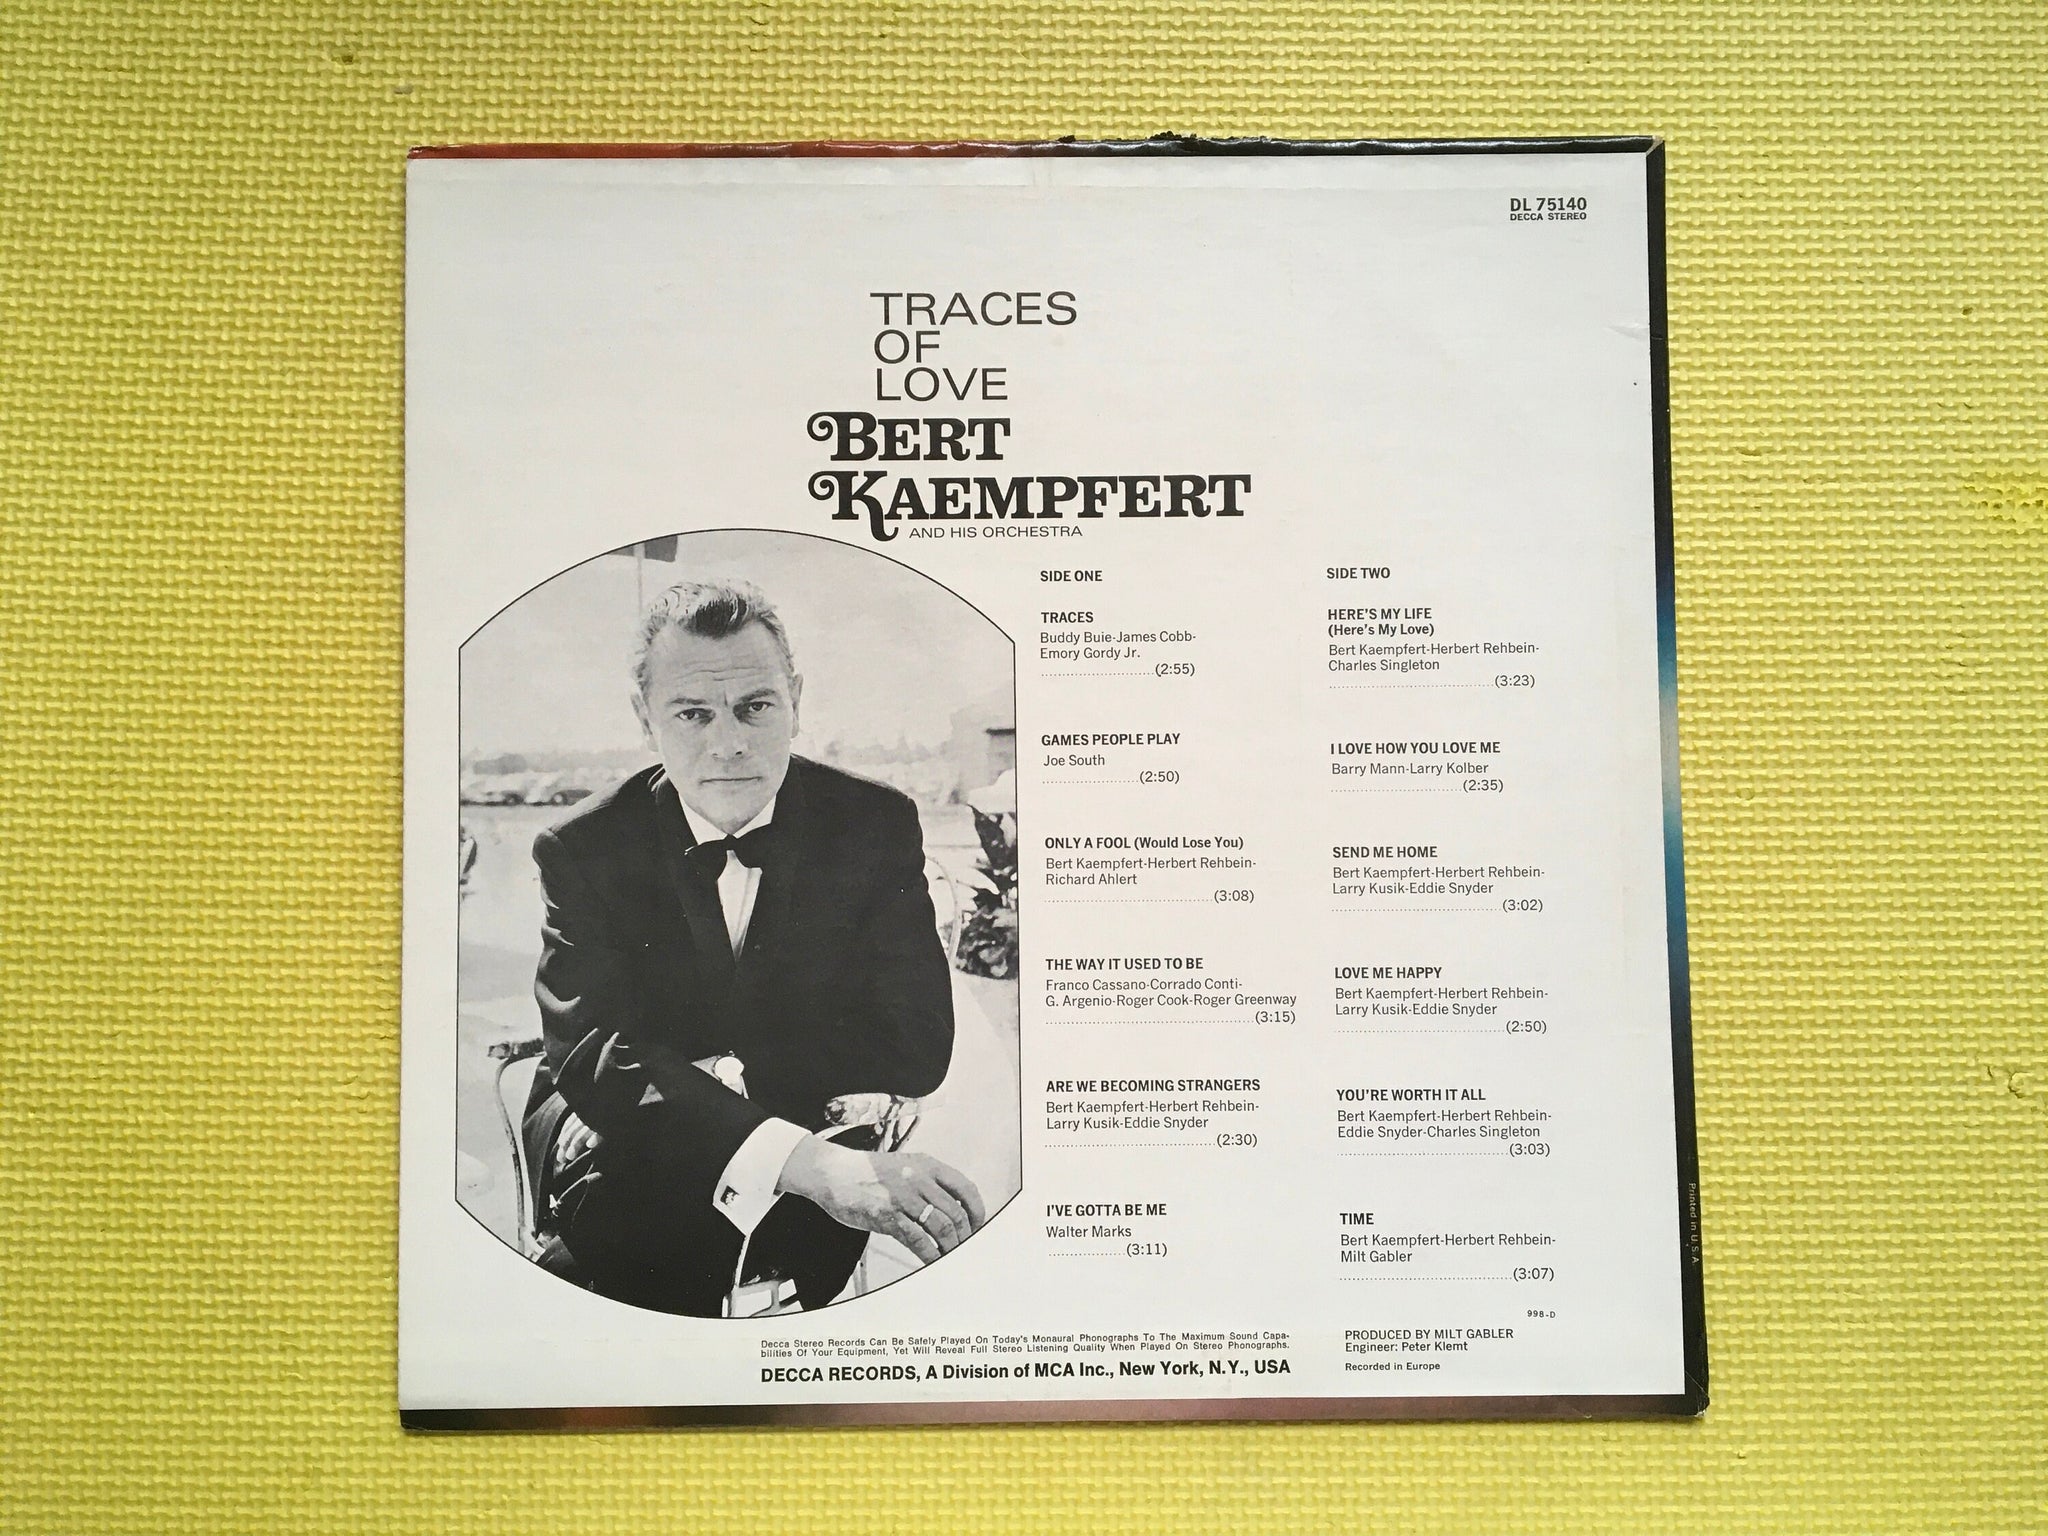 DL 75140
DECCA STEREO
TRACES
OF
LOVE
BERT
KAEMPFERT
AND HIS ORCHESTRA
SIDE ONE
TRACES
Buddy Buie-James Cobb-
Emory Gordy Jr.
(2:55)
GAMES PEOPLE PLAY
Joe South
(2:50)
ONLY A FOOL (Would Lose You)
Bert Kaempfert-Herbert Rehbein-
Richard Ahlert
(3:08)
THE WAY IT USED TO BE
Franco Cassano-Corrado Conti-
G. Argenio-Roger Cook-Roger Greenway
(3:15)
ARE WE BECOMING STRANGERS
Bert Kaempfert-Herbert Rehbein-
Larry Kusik-Eddie Snyder
(2:30)
I'VE GOTTA BE ME
Walter Marks
(3:11)
SIDE TWO
HERE'S MY LIFE
(Here's My Love)
Bert Kaempfert-Herbert Rehbein-
Charles Singleton
(3:23)
I LOVE HOW YOU LOVE ME
Barry Mann-Larry Kolber
(2:35)
SEND ME HOME
Bert Kaempfert-Herbert Rehbein-
Larry Kusik-Eddie Snyder
(3:02)
LOVE ME HAPPY
Bert Kaempfert-Herbert Rehbein-
Larry Kusik-Eddie Snyder
(2:50)
YOU'RE WORTH IT ALL
Bert Kaempfert-Herbert Rehbein-
Eddie Snyder-Charles Singleton
(3:03)
TIME
Bert Kaempfert-Herbert Rehbein-
Milt Gabler
(3:07)
998-D
PRODUCED BY MILT GABLER
Engineer: Peter Klemt
Recorded in Europe
Decca Stereo Records Can Be Safely Played On Today's Monaural Phonographs To The Maximum Sound Capa-
bilities Of Your Equipment, Yet Will Reveal Full Stereo Listening Quality When Played On Stereo Phonographs.
DECCA RECORDS, A Division of MCA Inc., New York, N.Y., USA
Printed in U.S.A.